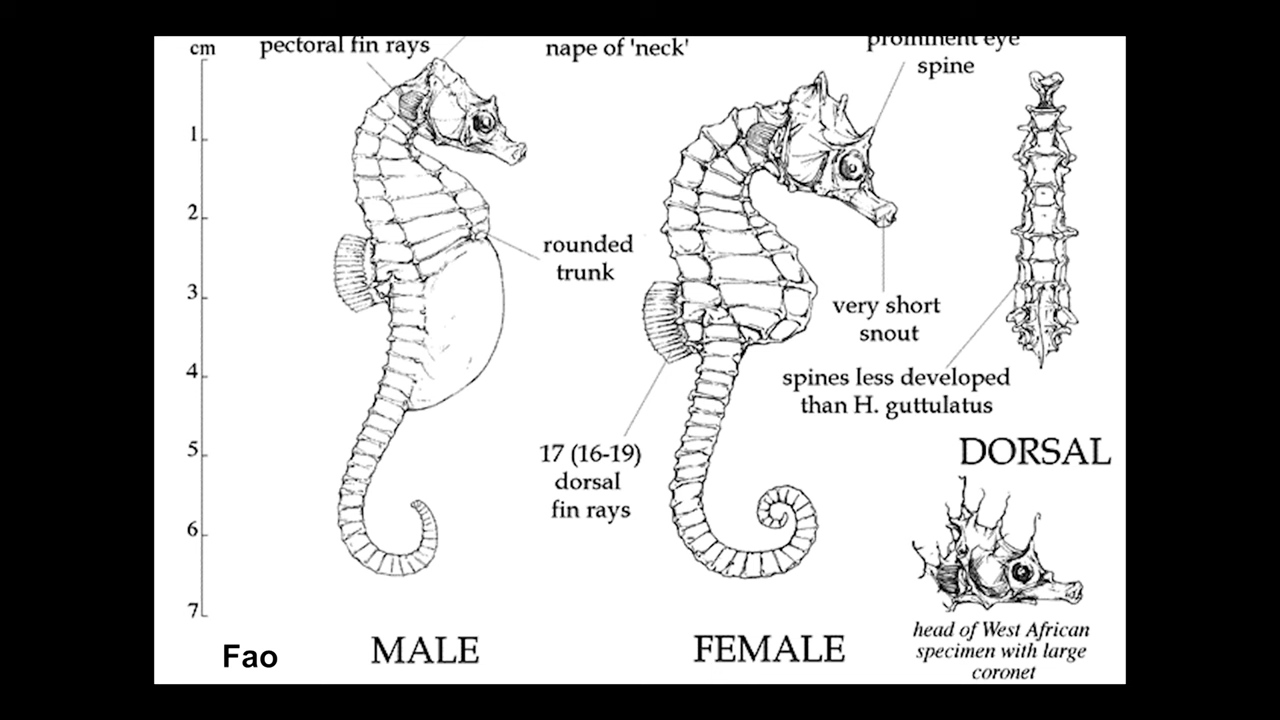 cm
pectoral fin rays
nape of 'neck'
prominent eye
spine
1
2
3
4
5
6
7
rounded
trunk
very short
snout
spines less developed
than H. guttulatus
17 (16-19)
dorsal
fin rays
DORSAL
head of West African
specimen with large
coronet
Fao
MALE
FEMALE